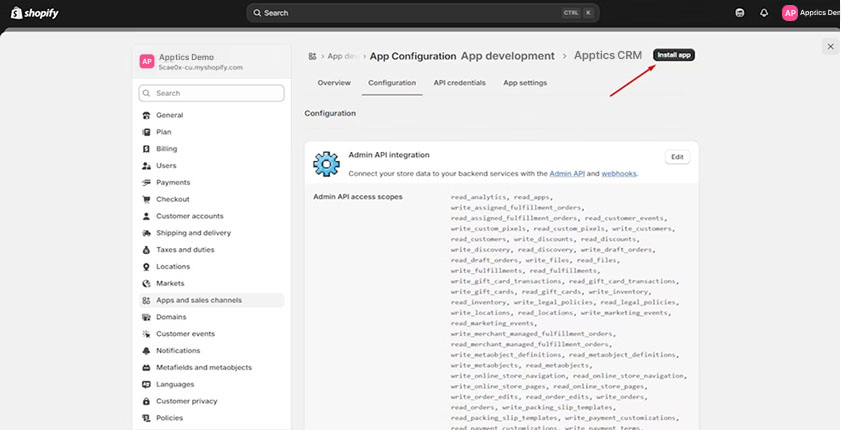 shopify
Search
CTRL K
AP Apptics Demo
AP
Apptics Demo
5cae0x-cu.myshopify.com
Search
General
Plan
Billing
Users
Payments
Checkout
Customer accounts
Shipping and delivery
Taxes and duties
Locations
Markets
Apps and sales channels
Domains
Customer events
Notifications
Metafields and metaobjects
Languages
Customer privacy
Policies
App dev App Configuration App development Apptics CRM Install app
Overview Configuration API credentials App settings
Configuration
Admin API integration
Edit
Connect your store data to your backend services with the Admin API and webhooks.
Admin API access scopes
read_analytics, read_apps,
write_assigned_fulfillment_orders,
read_assigned_fulfillment_orders, read_customer_events,
write_custom_pixels, read_custom_pixels, write_customers,
read_customers, write_discounts, read_discounts,
write_discovery, read_discovery, write_draft_orders,
read_draft_orders, write_files, read_files,
write_fulfillments, read_fulfillments,
write_gift_card_transactions, read_gift_card_transactions,
write_gift_cards, read_gift_cards, write_inventory,
read_inventory, write_legal_policies, read_legal_policies,
write_locations, read_locations, write_marketing_events,
read_marketing_events,
write_merchant_managed_fulfillment_orders,
read_merchant_managed_fulfillment_orders,
write_metaobject_definitions, read_metaobject_definitions,
write_metaobjects, read_metaobjects,
write_online_store_navigation, read_online_store_navigation,
write_online_store_pages, read_online_store_pages,
write_order_edits, read_order_edits, write_orders,
read_orders, write_packing_slip_templates,
read_packing_slip_templates, write_payment_customizations,
read_payment_customizations, write_payment_terms,